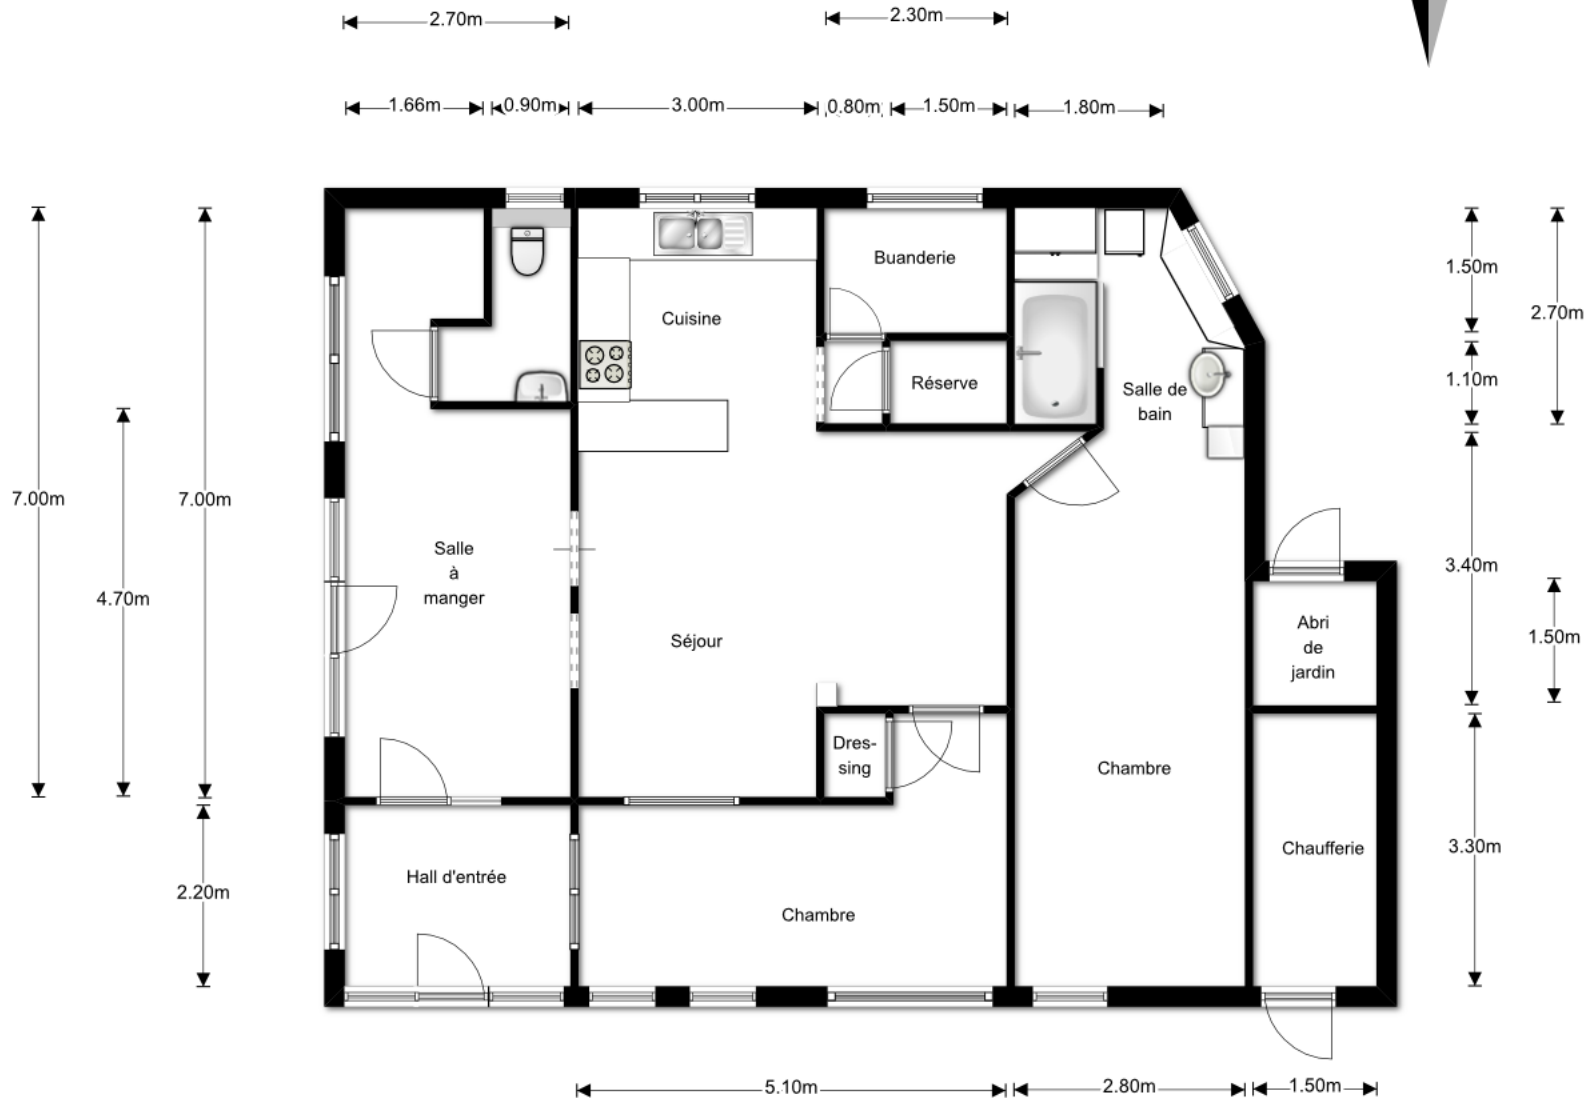 2.70m
2.30m
1.66m
0.90m
3.00m
0.80m
1.50m
1.80m
Buanderie
1.50m
2.70m
Cuisine
Réserve
1.10m
Salle de
bain
7.00m
7.00m
4.70m
Salle
à
manger
3.40m
Séjour
Abri
de
jardin
1.50m
Dres-
sing
Chambre
Hall d'entrée
2.20m
Chambre
Chaufferie
3.30m
5.10m
2.80m
1.50m